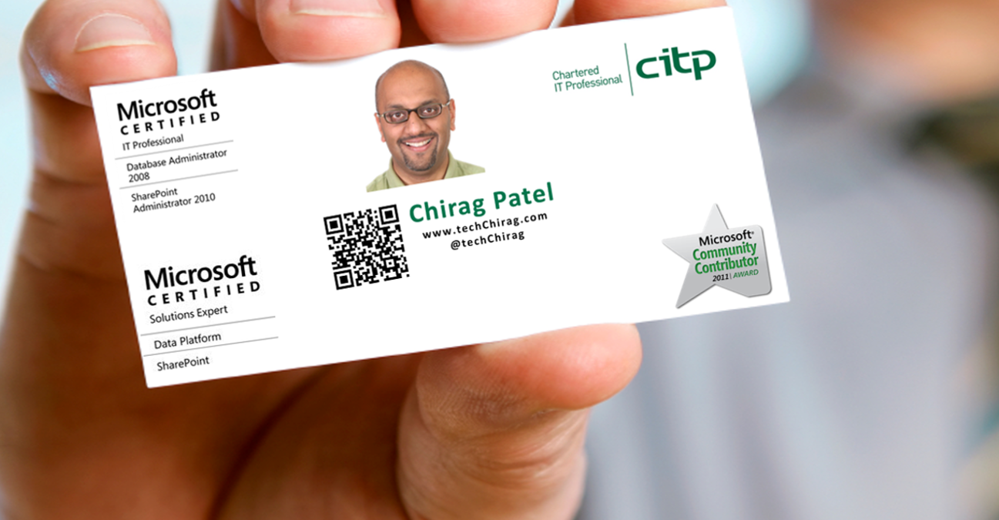 Microsoft
CERTIFIED
IT Professional
Database Administrator
2008
SharePoint
Administrator 2010
Microsoft
CERTIFIED
Solutions Expert
Data Platform
SharePoint
Chirag Patel
www.techChirag.com
@techChirag
Chartered
IT Professional
citp
Microsoft®
Community
Contributor
2011| AWARD